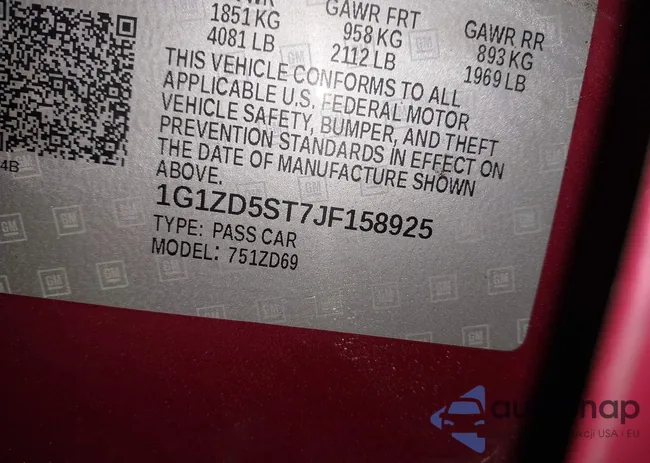 GAWR FRT
GAWR RR
1851 KG
958 KG
893 KG
4081 LB
2112 LB
1969 LB
THIS VEHICLE CONFORMS TO ALL
APPLICABLE U.S. FEDERAL MOTOR
VEHICLE SAFETY, BUMPER, AND THEFT
PREVENTION STANDARDS IN EFFECT ON
THE DATE OF MANUFACTURE SHOWN
ABOVE.
1G1ZD5ST7JF158925
TYPE: PASS CAR
MODEL: 751ZD69
4B
GM